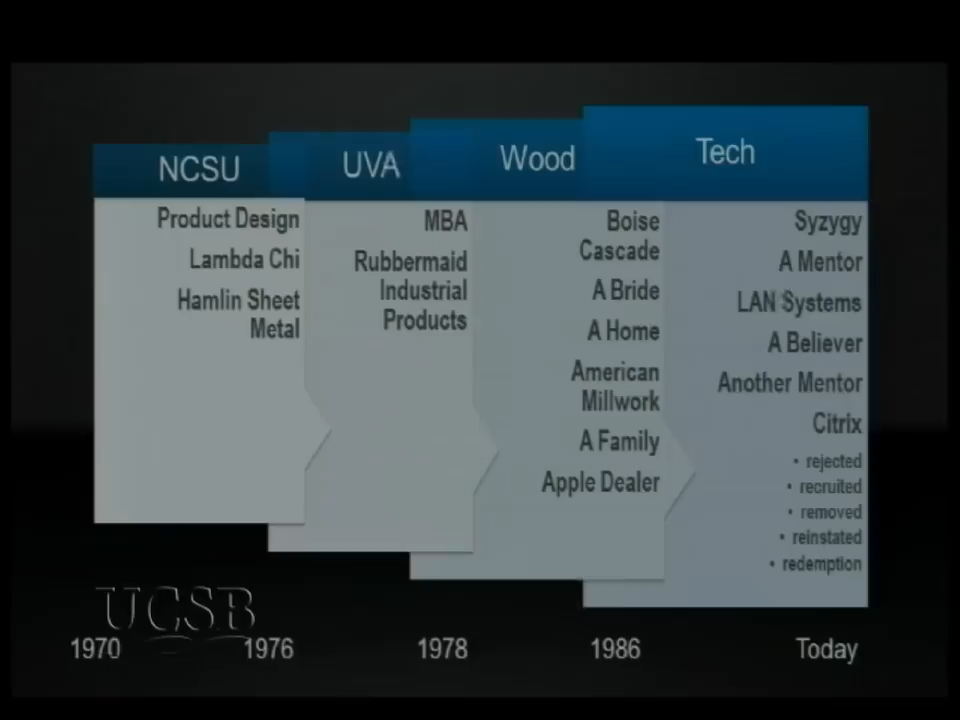 NCSU
Product Design
Lambda Chi
Hamlin Sheet
Metal
UVA
MBA
Rubbermaid
Industrial
Products
Wood
Boise
Cascade
A Bride
A Home
American
Millwork
A Family
Apple Dealer
Tech
Syzygy
A Mentor
LAN Systems
A Believer
Another Mentor
Citrix
• rejected
• recruited
• removed
• reinstated
• redemption
UCSB
1970 1976 1978 1986 Today